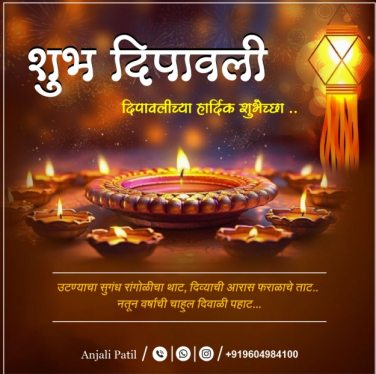 शुभ दिपावली
दिपावलीच्या हार्दिक शुभेच्छा ..
उटण्याचा सुगंध रांगोळीचा थाट, दिव्याची आरास फराळाचे ताट..
नतून वर्षाची चाहुल दिवाळी पहाट...
Anjali Patil / | | / +919604984100